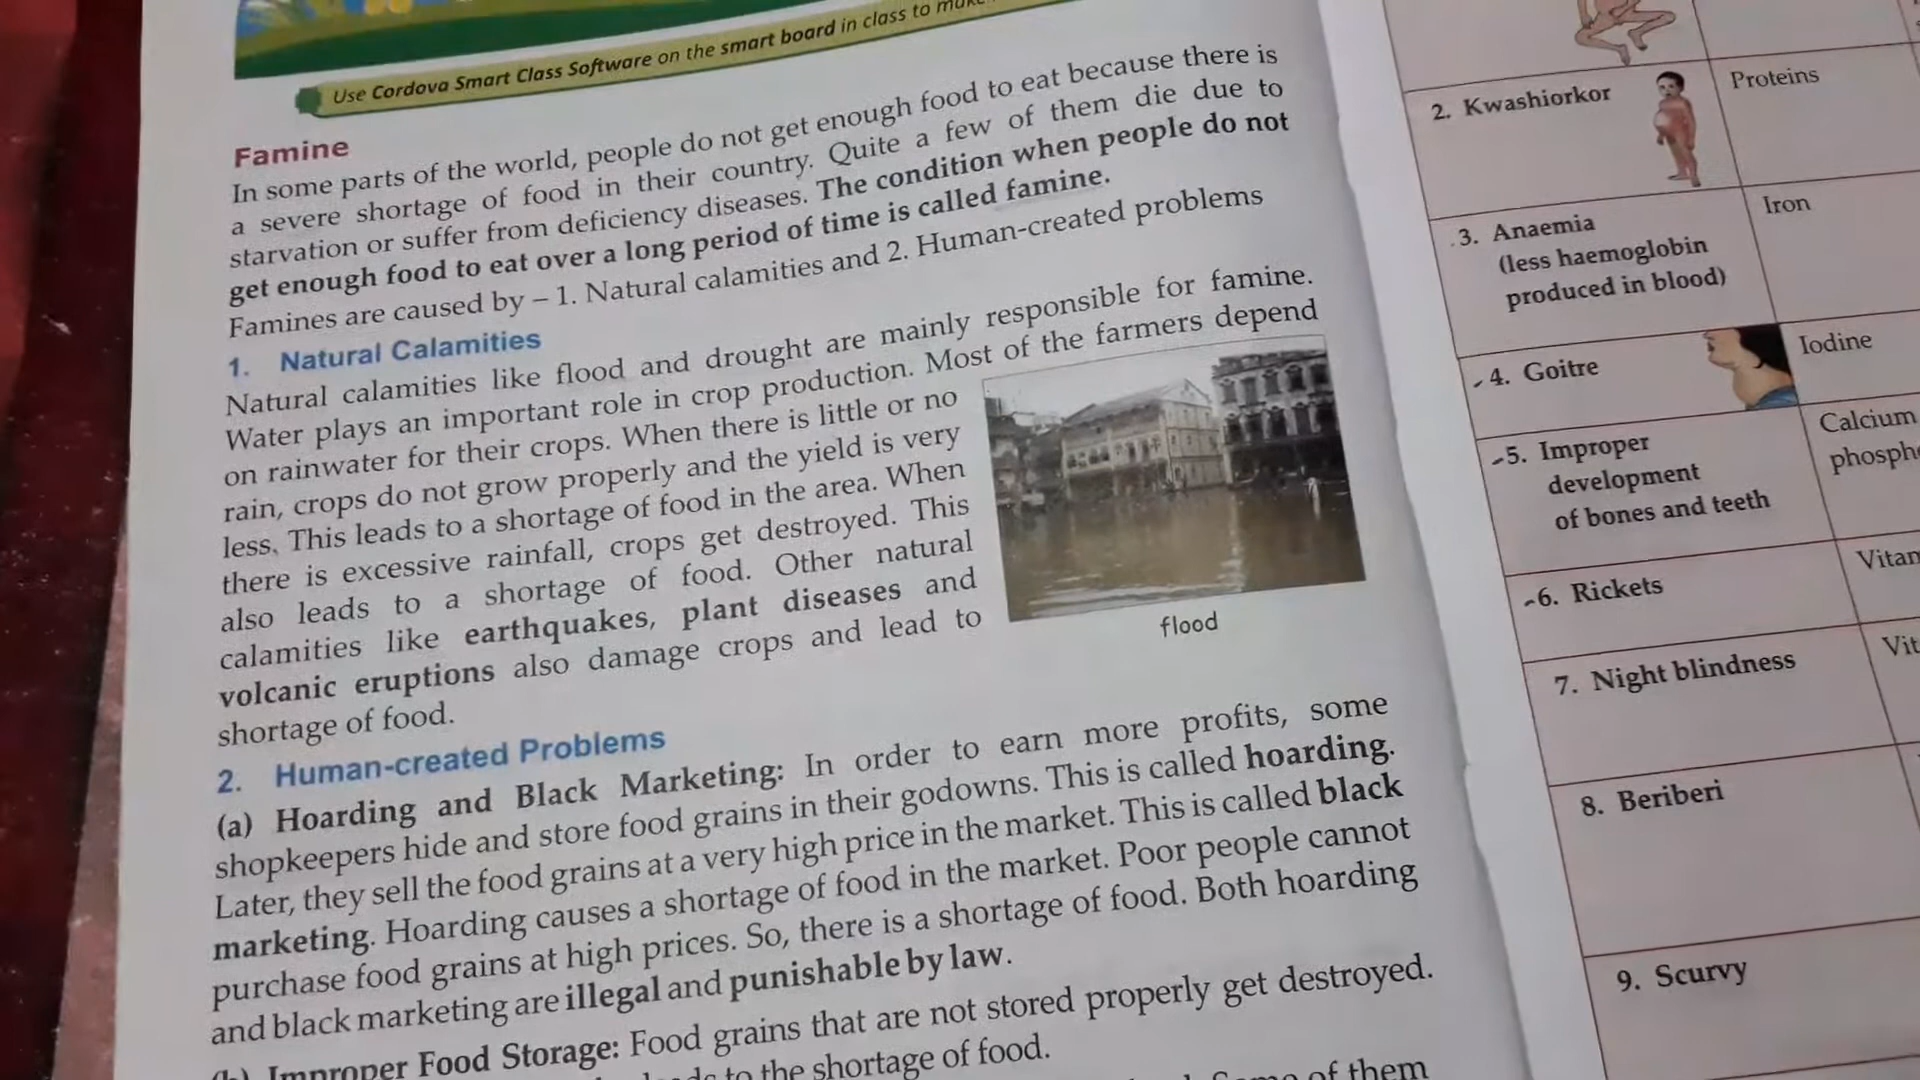 Use Cordova Smart Class Software on the smart board in class to
Famine
In some parts of the world, people do not get enough food to eat because there is
a severe shortage of food in their country. Quite a few of them die due to
starvation or suffer from deficiency diseases. The condition when people do not
get enough food to eat over a long period of time is called famine.
Famines are caused by – 1. Natural calamities and 2. Human-created problems
1. Natural Calamities
Natural calamities like flood and drought are mainly responsible for famine.
Water plays an important role in crop production. Most of the farmers depend
on rainwater for their crops. When there is little or no
rain, crops do not grow properly and the yield is very
less. This leads to a shortage of food in the area. When
there is excessive rainfall, crops get destroyed. This
also leads to a shortage of food. Other natural
calamities like earthquakes, plant diseases and
volcanic eruptions also damage crops and lead to
shortage of food.
flood
2. Human-created Problems
(a) Hoarding and Black Marketing: In order to earn more profits, some
shopkeepers hide and store food grains in their godowns. This is called hoarding.
Later, they sell the food grains at a very high price in the market. This is called black
marketing. Hoarding causes a shortage of food in the market. Poor people cannot
purchase food grains at high prices. So, there is a shortage of food. Both hoarding
and black marketing are illegal and punishable by law.
Improper Food Storage: Food grains that are not stored properly get destroyed.
to the shortage of food.
of them
2. Kwashiorkor
Proteins
3. Anaemia
(less haemoglobin
produced in blood)
Iron
4. Goitre
Iodine
5. Improper
development
of bones and teeth
Calcium
6. Rickets
7. Night blindness
8. Beriberi
9. Scurvy